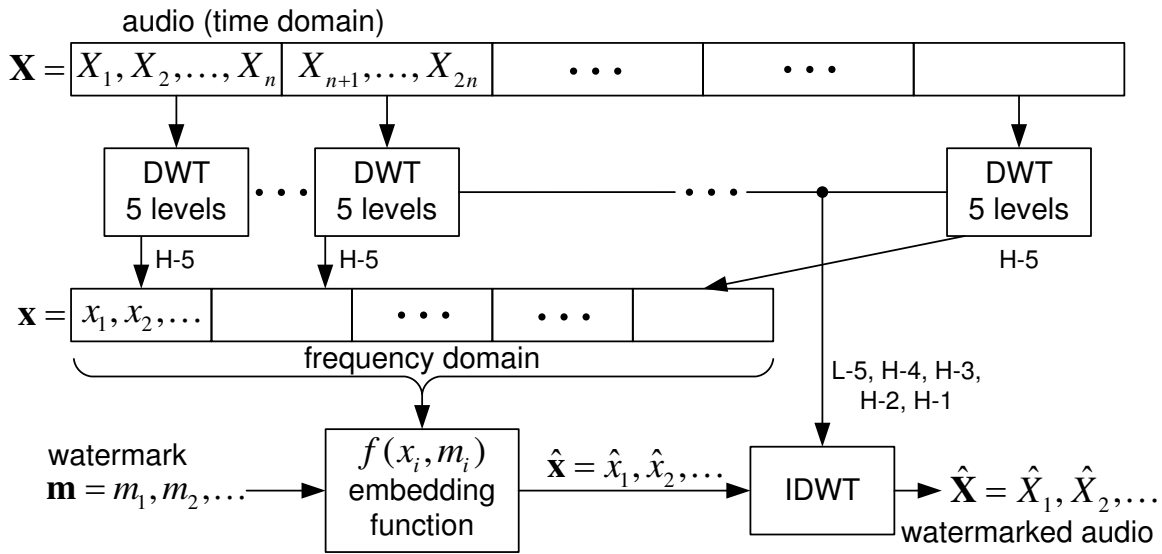 audio (time domain)
X = X₁, X₂,..., Xₙ Xₙ₊₁,..., X₂ₙ ... ...
DWT
5 levels
...
DWT
5 levels
...
DWT
5 levels
H-5
H-5
H-5
x = x₁, x₂,... ... ...
frequency domain
L-5, H-4, H-3,
H-2, H-1
watermark
m = m₁, m₂,...
f(xᵢ, mᵢ)
embedding
function
x̂ = x̂₁, x̂₂,...
IDWT
X̂ = X̂₁, X̂₂,...
watermarked audio